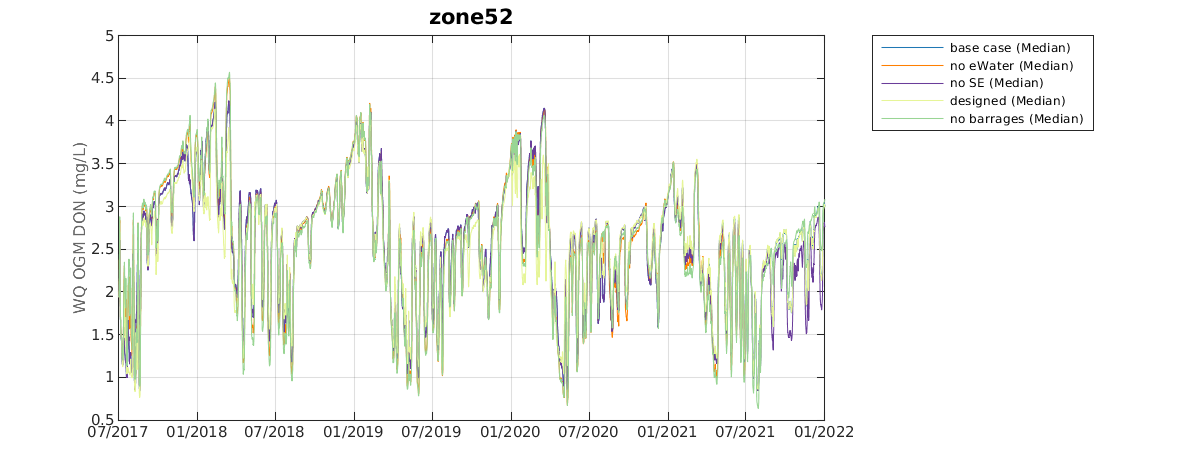 zone52
WQ OGM DON (mg/L)
5
4.5
4
3.5
3
2.5
2
1.5
1
0.5
07/2017 01/2018 07/2018 01/2019 07/2019 01/2020 07/2020 01/2021 07/2021 01/2022
base case (Median)
no eWater (Median)
no SE (Median)
designed (Median)
no barrages (Median)